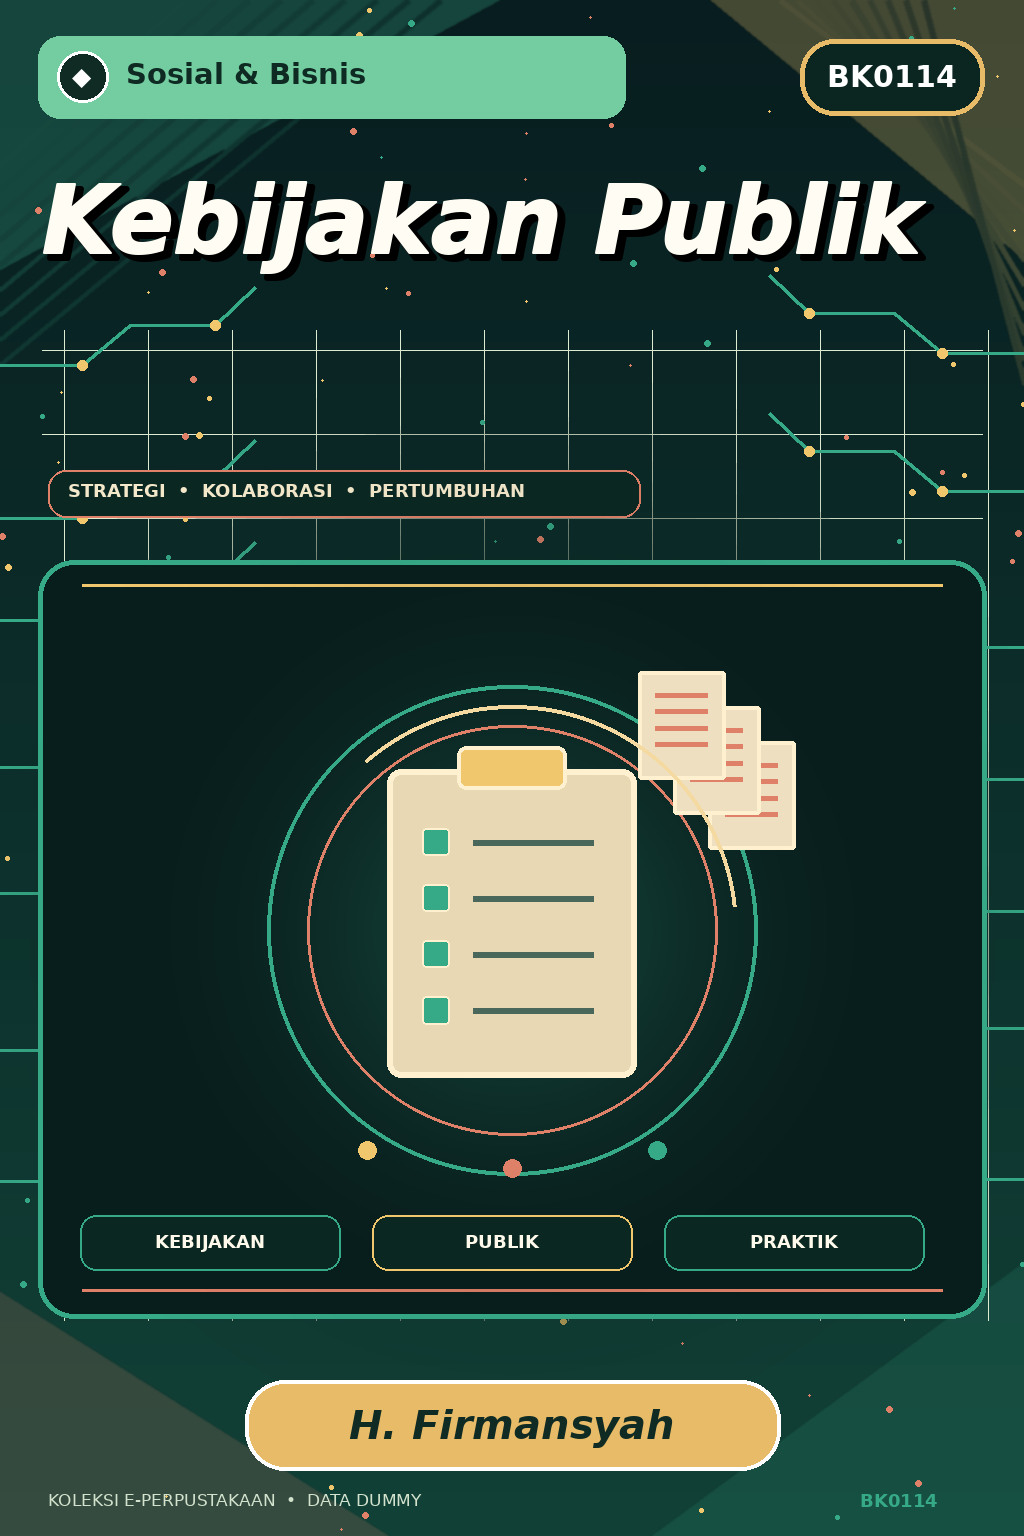 Sosial & Bisnis
BK0114
Kebijakan Publik
STRATEGI • KOLABORASI • PERTUMBUHAN
KEBIJAKAN
PUBLIK
PRAKTIK
H. Firmansyah
KOLEKSI E-PERPUSTAKAAN • DATA DUMMY
BK0114